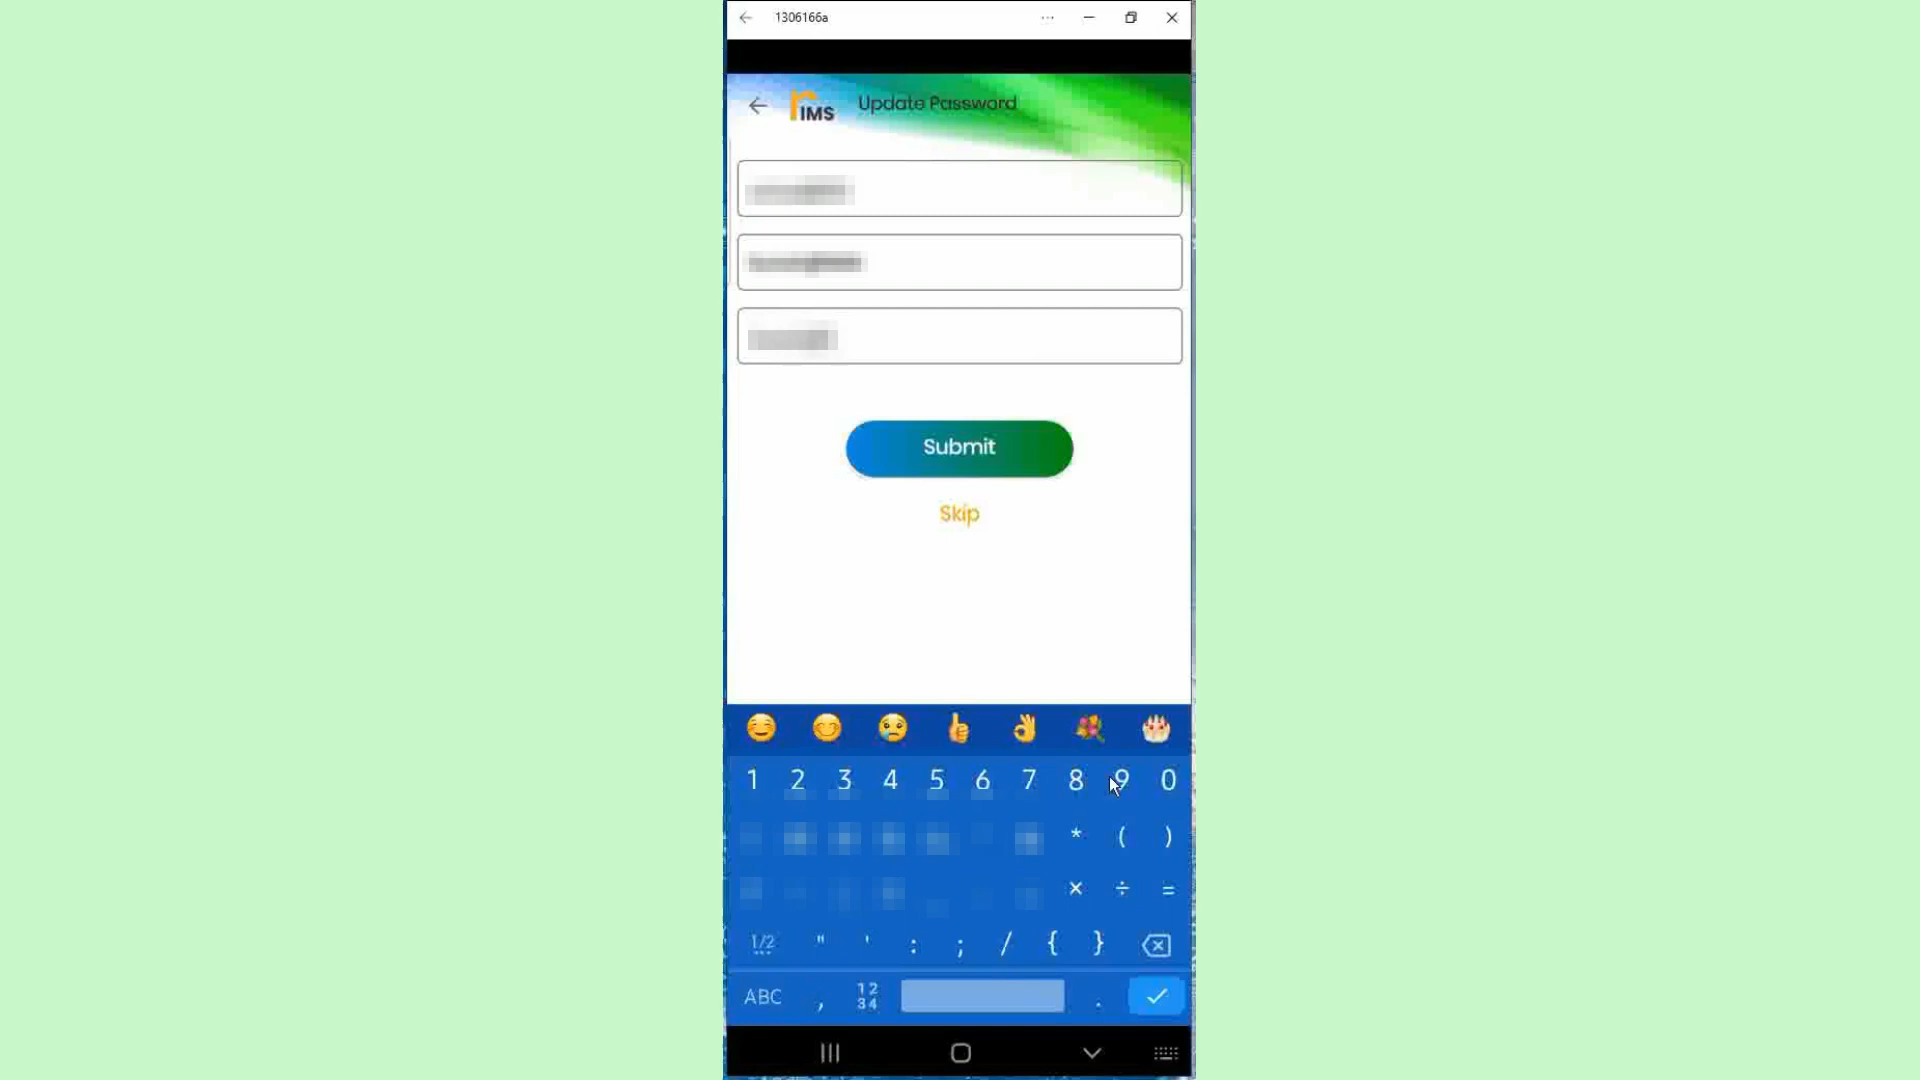 1306166a
rIMS Update Password
Submit
Skip
1 2 3 4 5 6 7 8 9 0
* ( )
× ÷ =
1/2 " ' : ; / { }
ABC , 12 34 .